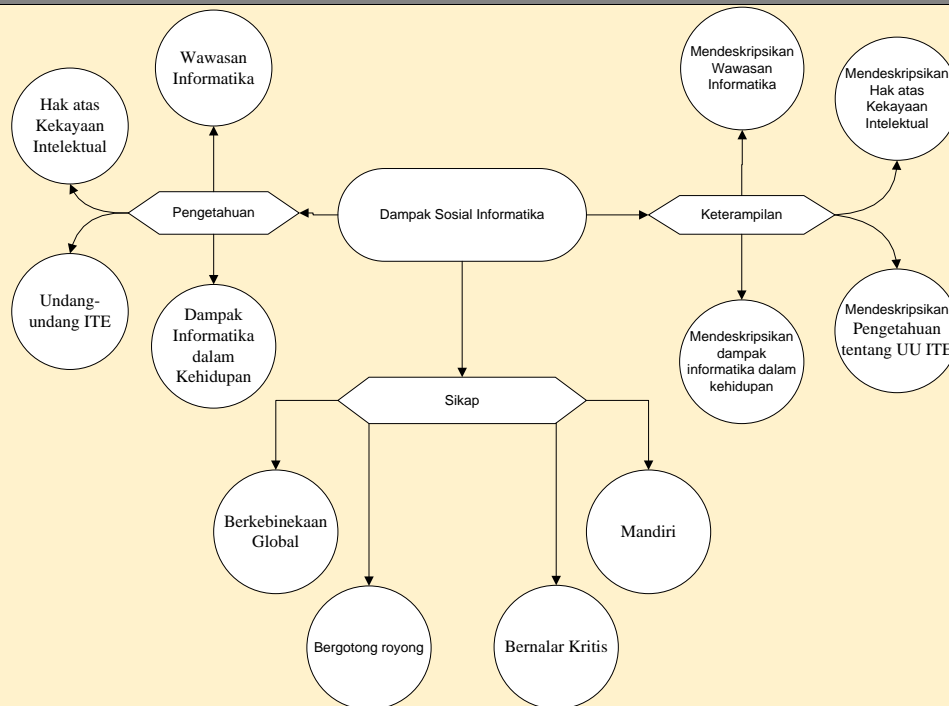 Wawasan
Informatika
Hak atas
Kekayaan
Intelektual
Pengetahuan
Undang-
undang ITE
Dampak
Informatika
dalam
Kehidupan
Dampak Sosial Informatika
Mendeskripsikan
Wawasan
Informatika
Mendeskripsikan
Hak atas
Kekayaan
Intelektual
Keterampilan
Mendeskripsikan
dampak
informatika dalam
kehidupan
Mendeskripsikan
Pengetahuan
tentang UU ITE
Sikap
Berkebinekaan
Global
Bergotong royong
Bernalar Kritis
Mandiri